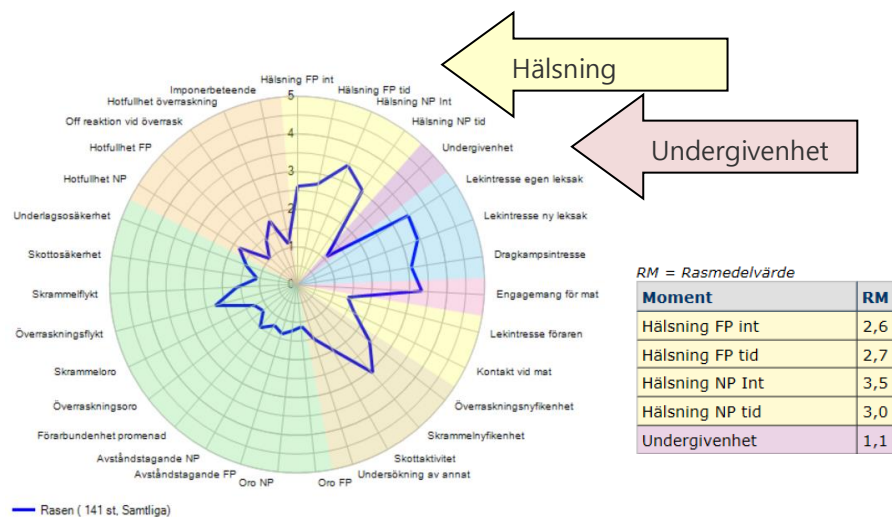 Hälsning
Undergivenhet
Hälsning FP int
Hälsning FP tid
Hälsning NP Int
Hälsning NP tid
Undergivenhet
Lekintresse egen leksak
Lekintresse ny leksak
Dragkampsintresse
Engagemang för mat
Lekintresse föraren
Kontakt vid mat
Överraskningsnyfikenhet
Skrammelnyfikenhet
Skottaktivitet
Undersökning av annat
Oro FP
Oro NP
Avståndstagande FP
Avståndstagande NP
Förarbundenhet promenad
Överraskningsoro
Skrammeloro
Överraskningsflykt
Skrammelflykt
Skottosäkerhet
Underlagsosäkerhet
Hotfullhet NP
Hotfullhet FP
Off reaktion vid överrask
Hotfullhet överraskning
Imponerbeteende
5
4
3
2
1
0
Rasen ( 141 st, Samtliga)
RM = Rasmedelvärde
Moment RM
Hälsning FP int 2,6
Hälsning FP tid 2,7
Hälsning NP Int 3,5
Hälsning NP tid 3,0
Undergivenhet 1,1